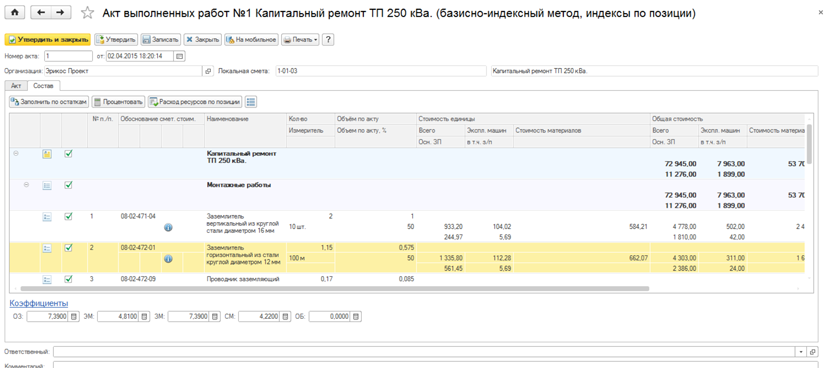 Акт выполненных работ №1 Капитальный ремонт ТП 250 кВа. (базисно-индексный метод, индексы по позиции)
Утвердить и закрыть Утвердить Записать Закрыть На мобильное Печать ?
Номер акта: 1 от: 02.04.2015 18:20:14
Организация: Эрикос Проект Локальная смета: 1-01-03 Капитальный ремонт ТП 250 кВа.
Акт Состав
Заполнить по остаткам Процентовать Расход ресурсов по позиции
№ п./п. Обоснование смет. стоим. Наименование Кол-во Объём по акту Стоимость единицы Общая стоимость
Измеритель Объем по акту, % Всего Экспл. машин Стоимость материалов Всего Экспл. машин Стоимость материа
Осн. ЗП в т.ч. з/п Осн. ЗП в т.ч. з/п
Капитальный ремонт
ТП 250 кВа.
72 945,00 7 963,00 53 70
11 276,00 1 899,00
Монтажные работы
72 945,00 7 963,00 53 70
11 276,00 1 899,00
1 08-02-471-04 Заземлитель 2 1
вертикальный из круглой
стали диаметром 16 мм
10 шт. 50 933,20 104,02 584,21 4 778,00 502,00 2 4
244,97 5,69 1 810,00 42,00
2 08-02-472-01 Заземлитель 1,15 0,575
горизонтальный из стали
круглой диаметром 12 мм
100 м 50 1 335,80 112,28 662,07 4 303,00 311,00 1 6
561,45 5,69 2 386,00 24,00
3 08-02-472-09 Проводник заземляющий 0,17 0,085
Коэффициенты
ОЗ: 7,3900 ЭМ: 4,8100 ЗМ: 7,3900 СМ: 4,2200 ОБ: 0,0000
Ответственный:
Комментарий: